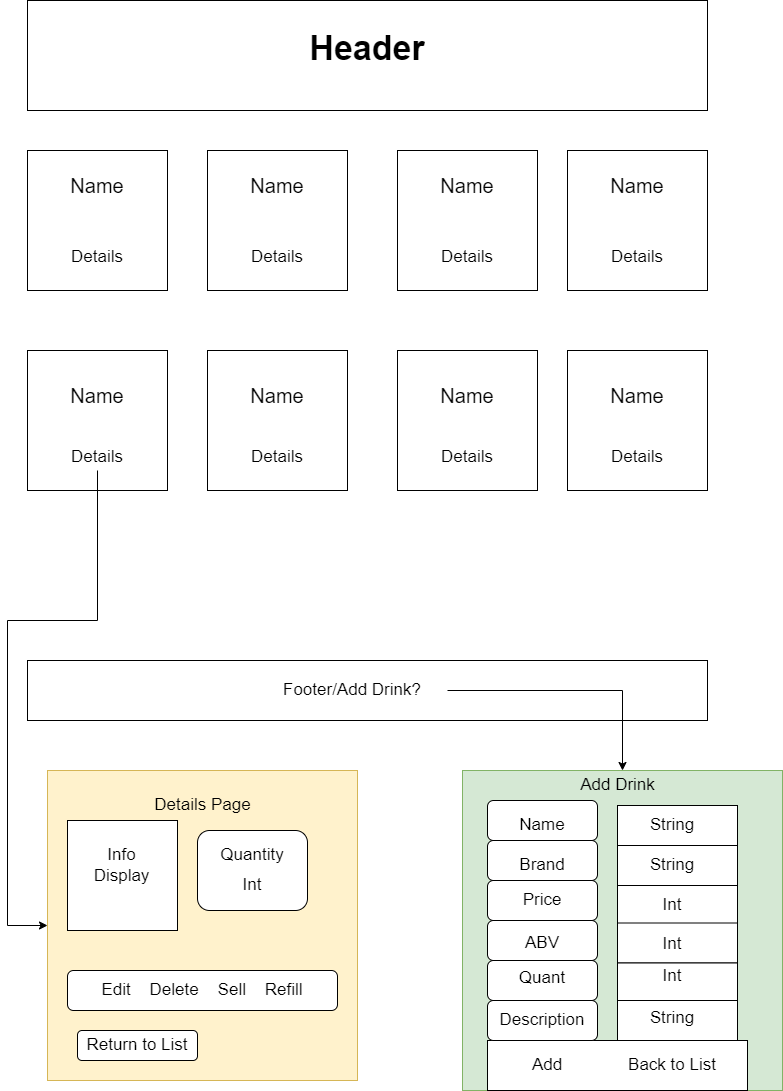 Header
Name
Name
Name
Name
Details
Details
Details
Details
Name
Name
Name
Name
Details
Details
Details
Details
Footer/Add Drink?
Details Page
Info
Display
Quantity
Int
Edit Delete Sell Refill
Return to List
Add Drink
Name
String
Brand
String
Price
Int
ABV
Int
Quant
Int
Description
String
Add
Back to List